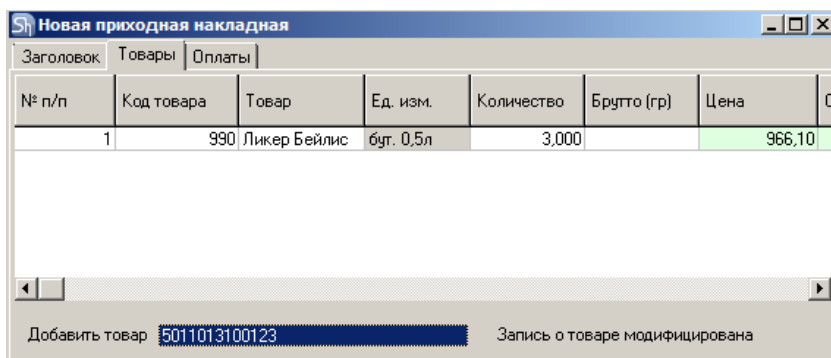 Sh Новая приходная накладная
Заголовок Товары Оплаты
№ п/п Код товара Товар Ед. изм. Количество Брутто (гр) Цена
1 990 Ликер Бейлис бут. 0,5л 3,000 966,10
Добавить товар 5011013100123 Запись о товаре модифицирована